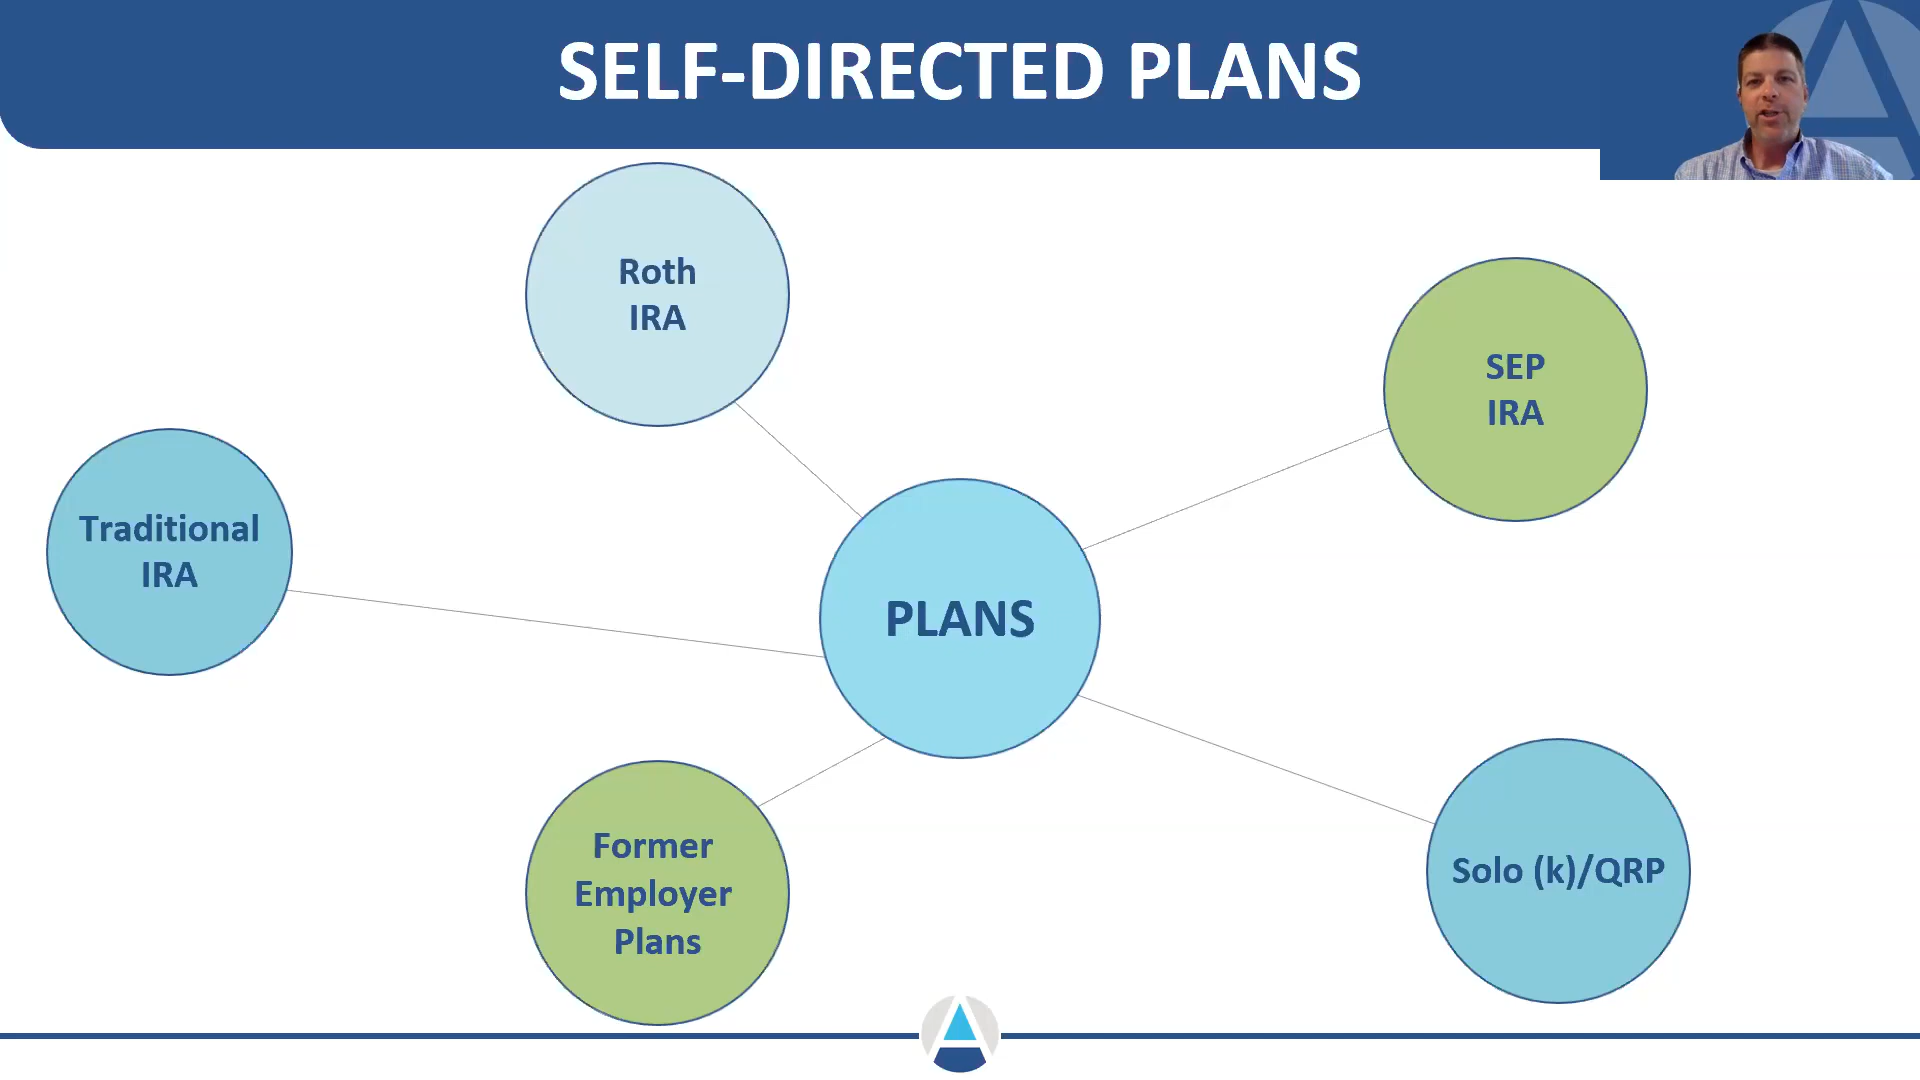 SELF-DIRECTED PLANS
Roth
IRA
SEP
IRA
Traditional
IRA
PLANS
Former
Employer
Plans
Solo (k)/QRP